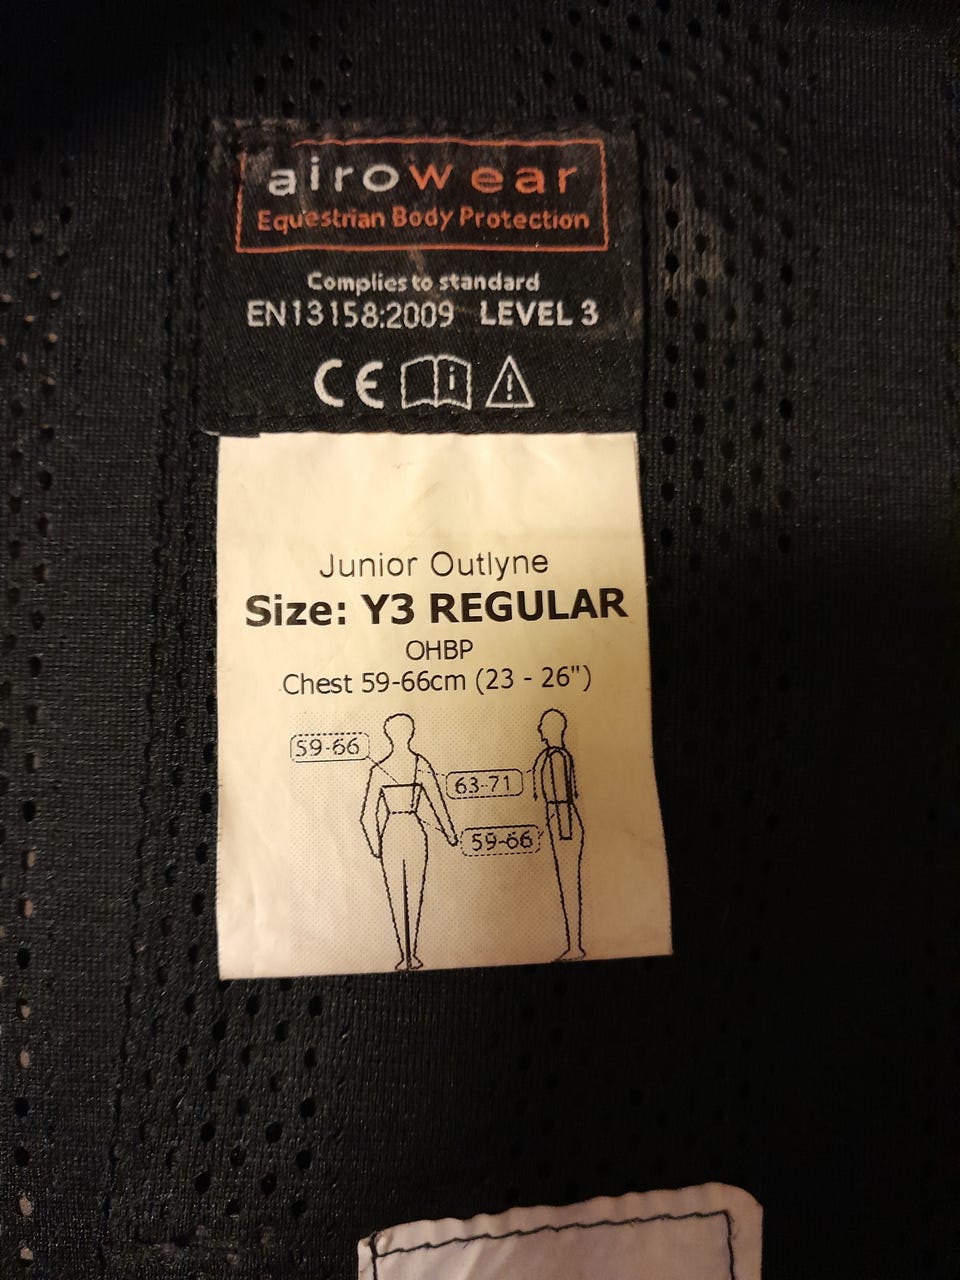 airowear
Equestrian Body Protection
Complies to standard
EN13158:2009 LEVEL 3
CE i !
Junior Outlyne
Size: Y3 REGULAR
OHBP
Chest 59-66cm (23 - 26")
59-66
63-71
59-66